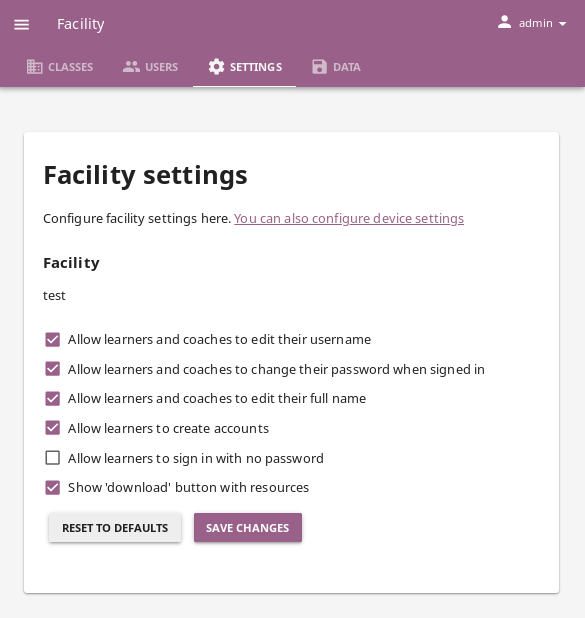 Facility
admin
CLASSES
USERS
SETTINGS
DATA
Facility settings
Configure facility settings here. You can also configure device settings
Facility
test
Allow learners and coaches to edit their username
Allow learners and coaches to change their password when signed in
Allow learners and coaches to edit their full name
Allow learners to create accounts
Allow learners to sign in with no password
Show 'download' button with resources
RESET TO DEFAULTS
SAVE CHANGES